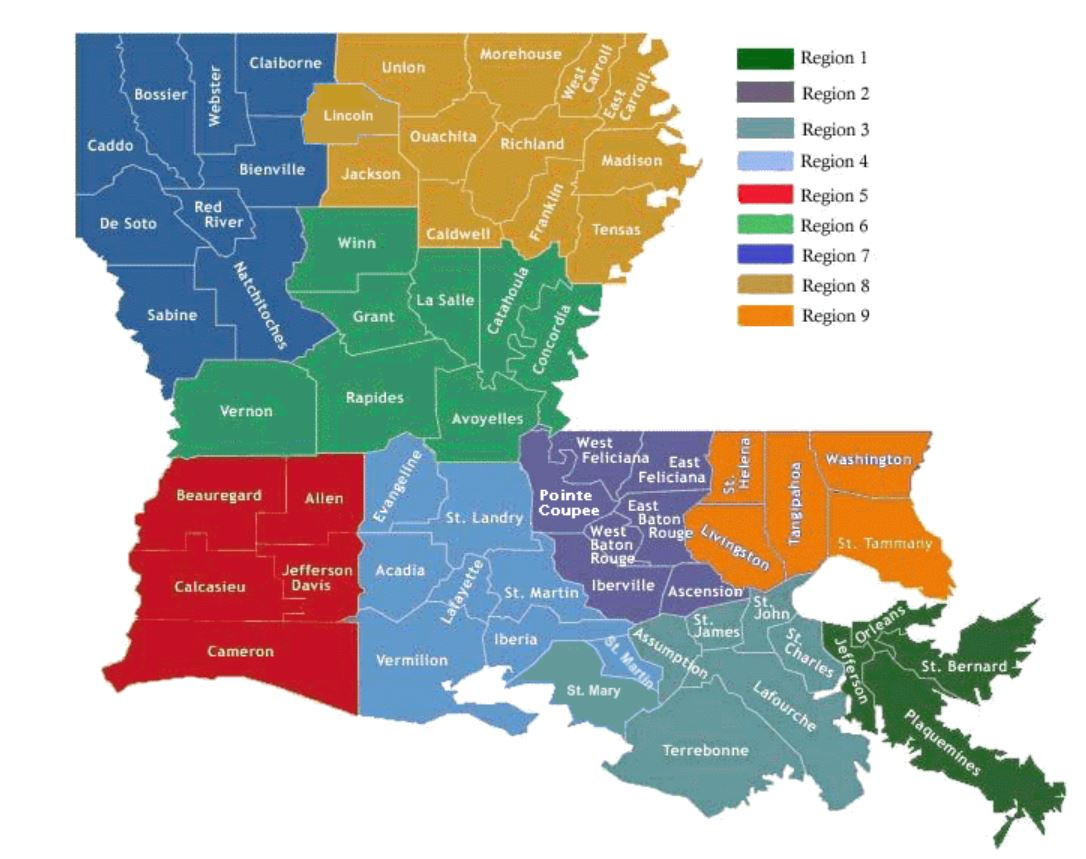 Claiborne
Union
Morehouse
West
Carroll
East
Carroll
Bossier
Webster
Caddo
Lincoln
Ouachita
Richland
Madison
Bienville
Jackson
Franklin
De Soto
Red
River
Caldwell
Tensas
Winn
Natchitoches
La Salle
Catahoula
Sabine
Grant
Concordia
Vernon
Rapides
Avoyelles
Region 1
Region 2
Region 3
Region 4
Region 5
Region 6
Region 7
Region 8
Region 9
West
Feliciana
East
Feliciana
St.
Helena
Tangipahoa
Washington
Beauregard
Allen
Evangeline
St. Landry
Pointe
Coupee
East
Baton
Rouge
West
Baton
Rouge
Livingston
St. Tammany
Calcasieu
Jefferson
Davis
Acadia
Lafayette
St. Martin
Iberville
Ascension
Cameron
Vermilion
Iberia
St. Martin
St. Mary
Assumption
St.
James
St.
John
St.
Charles
Lafourche
Terrebonne
Jefferson
Orleans
St. Bernard
Plaquemines